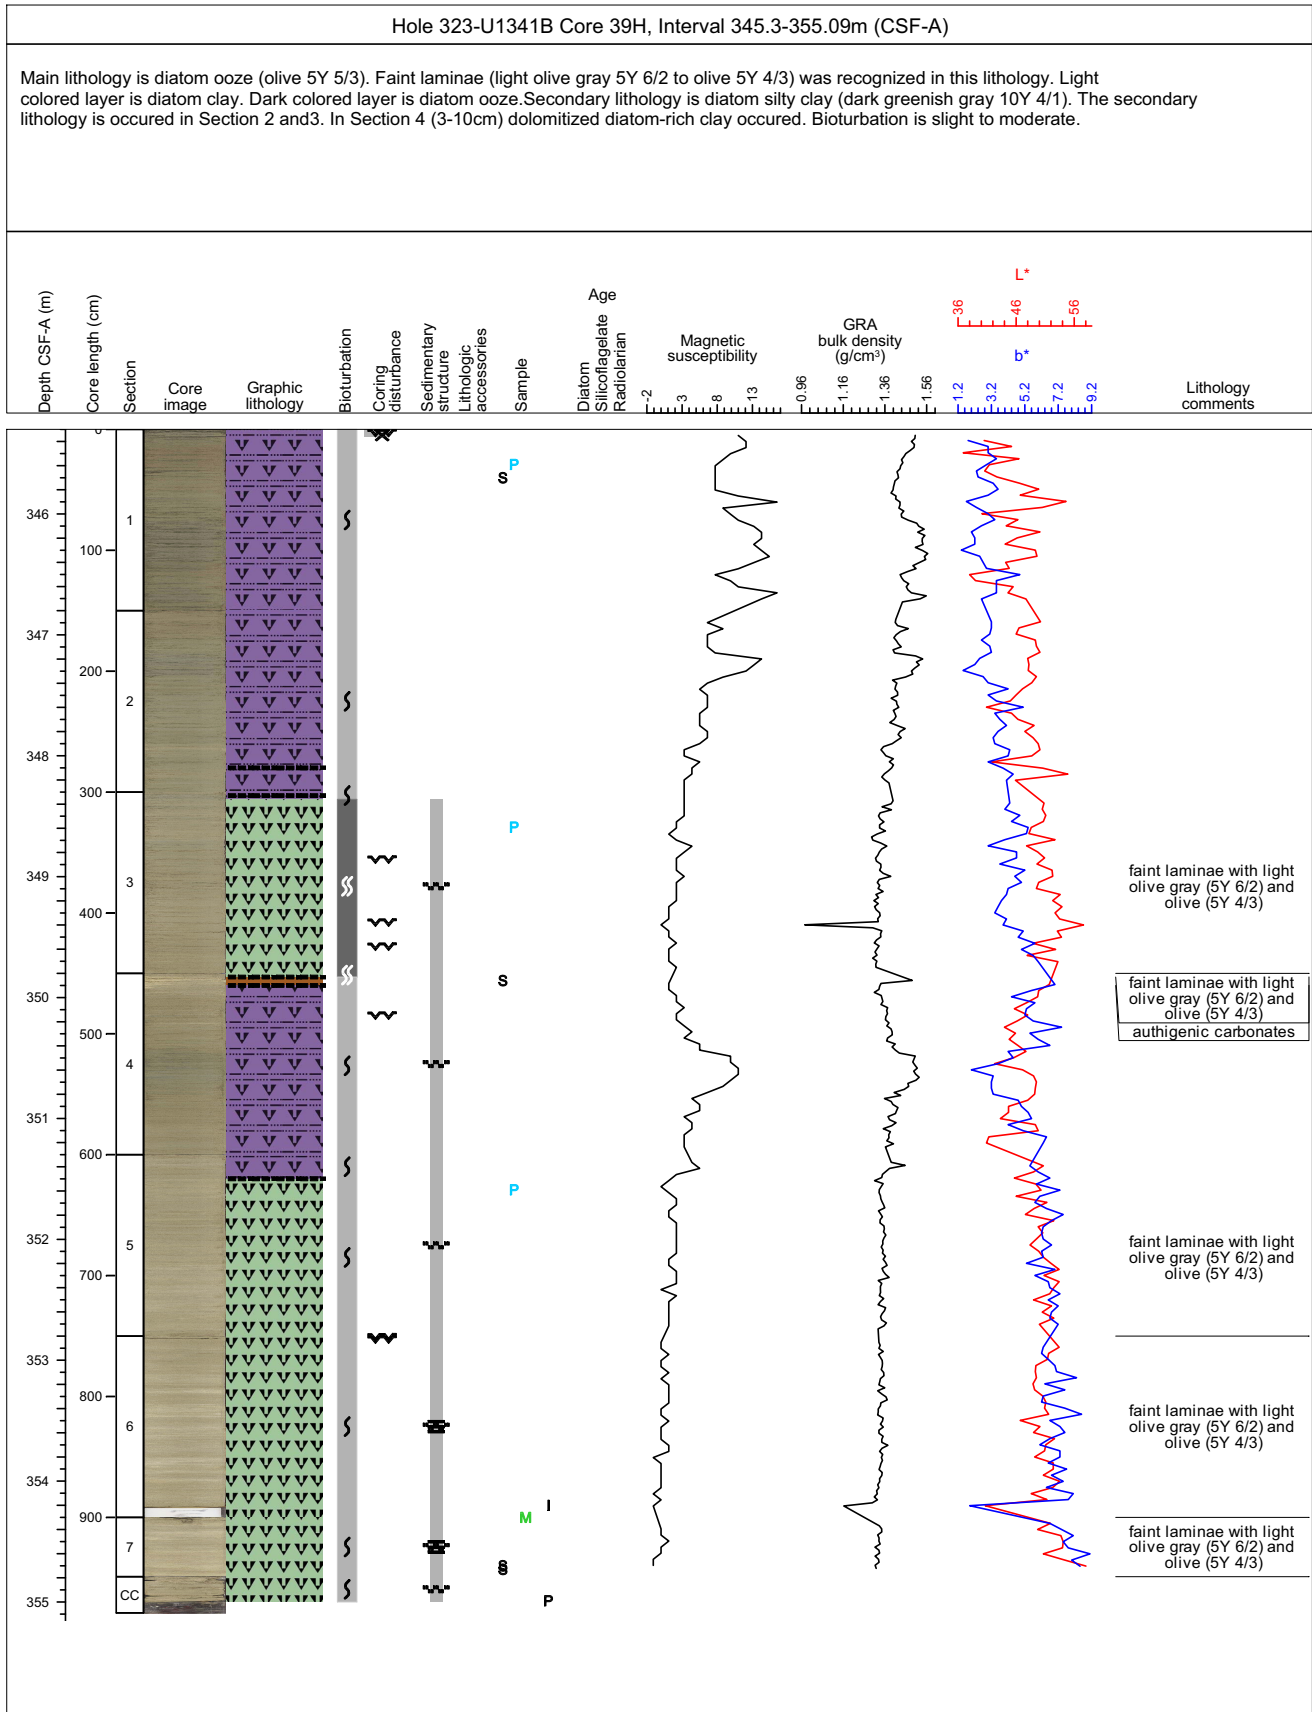 Hole 323-U1341B Core 39H, Interval 345.3-355.09m (CSF-A)
Main lithology is diatom ooze (olive 5Y 5/3). Faint laminae (light olive gray 5Y 6/2 to olive 5Y 4/3) was recognized in this lithology. Light
colored layer is diatom clay. Dark colored layer is diatom ooze.Secondary lithology is diatom silty clay (dark greenish gray 10Y 4/1). The secondary
lithology is occured in Section 2 and3. In Section 4 (3-10cm) dolomitized diatom-rich clay occured. Bioturbation is slight to moderate.
Depth CSF-A (m)
Core length (cm)
Section
Core
image
Graphic
lithology
Bioturbation
Coring
disturbance
Sedimentary
structure
Lithologic
accessories
Sample
Age
Diatom
Silicoflagelate
Radiolarian
Magnetic
susceptibility
-2 3 8 13
GRA
bulk density
(g/cm³)
0.96 1.16 1.36 1.56
L*
36 46 56
b*
1.2 3.2 5.2 7.2 9.2
Lithology
comments
0
P
S
346
1
100
347
200
2
348
300
P
349
3
faint laminae with light
olive gray (5Y 6/2) and
olive (5Y 4/3)
400
350
S
faint laminae with light
olive gray (5Y 6/2) and
olive (5Y 4/3)
authigenic carbonates
500
4
351
600
P
352
5
faint laminae with light
olive gray (5Y 6/2) and
olive (5Y 4/3)
700
353
800
6
faint laminae with light
olive gray (5Y 6/2) and
olive (5Y 4/3)
354
I
900
M
7
faint laminae with light
olive gray (5Y 6/2) and
olive (5Y 4/3)
S
S
CC
355
P